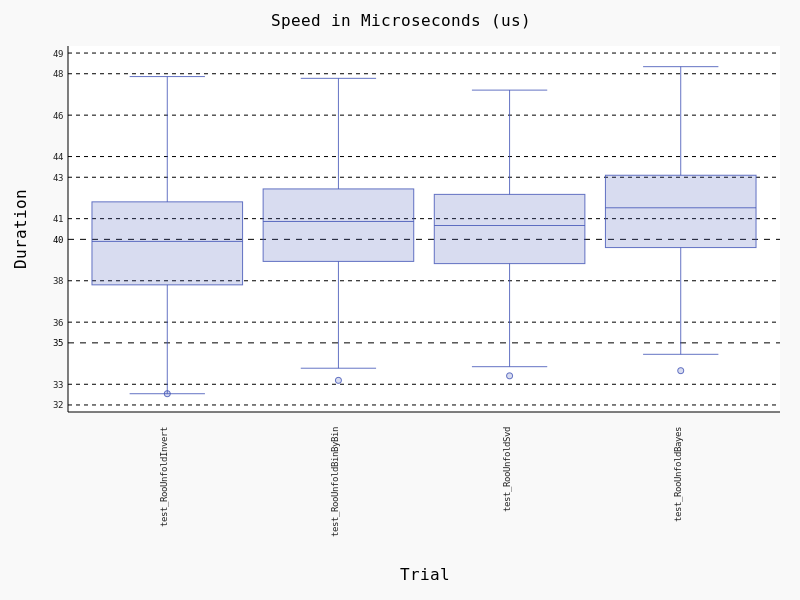 Speed in Microseconds (us)
Duration
49
48
46
44
43
41
40
38
36
35
33
32
test_RooUnfoldInvert
test_RooUnfoldBinByBin
test_RooUnfoldSvd
test_RooUnfoldBayes
Trial